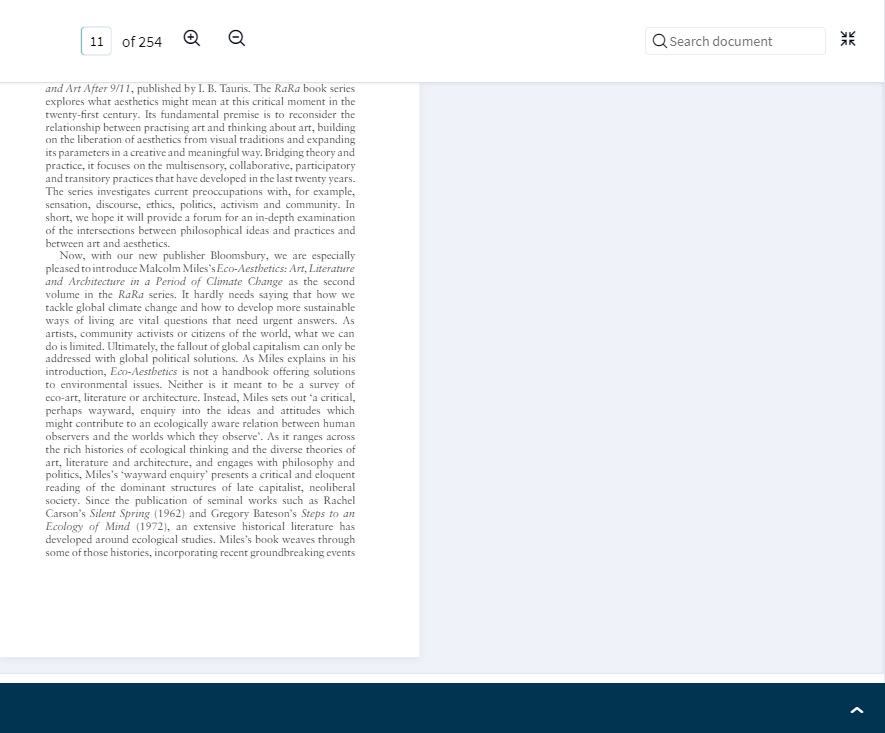 11 of 254
Search document
and Art After 9/11, published by I. B. Tauris. The RaRa book series
explores what aesthetics might mean at this critical moment in the
twenty-first century. Its fundamental premise is to reconsider the
relationship between practising art and thinking about art, building
on the liberation of aesthetics from visual traditions and expanding
its parameters in a creative and meaningful way. Bridging theory and
practice, it focuses on the multisensory, collaborative, participatory
and transitory practices that have developed in the last twenty years.
The series investigates current preoccupations with, for example,
sensation, discourse, ethics, politics, activism and community. In
short, we hope it will provide a forum for an in-depth examination
of the intersections between philosophical ideas and practices and
between art and aesthetics.
Now, with our new publisher Bloomsbury, we are especially
pleased to introduce Malcolm Miles's Eco-Aesthetics: Art, Literature
and Architecture in a Period of Climate Change as the second
volume in the RaRa series. It hardly needs saying that how we
tackle global climate change and how to develop more sustainable
ways of living are vital questions that need urgent answers. As
artists, community activists or citizens of the world, what we can
do is limited. Ultimately, the fallout of global capitalism can only be
addressed with global political solutions. As Miles explains in his
introduction, Eco-Aesthetics is not a handbook offering solutions
to environmental issues. Neither is it meant to be a survey of
eco-art, literature or architecture. Instead, Miles sets out ‘a critical,
perhaps wayward, enquiry into the ideas and attitudes which
might contribute to an ecologically aware relation between human
observers and the worlds which they observe’. As it ranges across
the rich histories of ecological thinking and the diverse theories of
art, literature and architecture, and engages with philosophy and
politics, Miles’s ‘wayward enquiry’ presents a critical and eloquent
reading of the dominant structures of late capitalist, neoliberal
society. Since the publication of seminal works such as Rachel
Carson’s Silent Spring (1962) and Gregory Bateson’s Steps to an
Ecology of Mind (1972), an extensive historical literature has
developed around ecological studies. Miles’s book weaves through
some of those histories, incorporating recent groundbreaking events